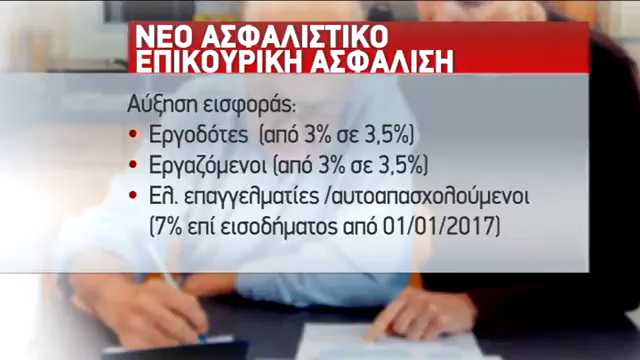 ΝΕΟ ΑΣΦΑΛΙΣΤΙΚΟ
ΕΠΙΚΟΥΡΙΚΗ ΑΣΦΑΛΙΣΗ
Αύξηση εισφοράς:
• Εργοδότες (από 3% σε 3,5%)
• Εργαζόμενοι (από 3% σε 3,5%)
• Ελ. επαγγελματίες /αυτοαπασχολούμενοι
(7% επί εισοδήματος από 01/01/2017)